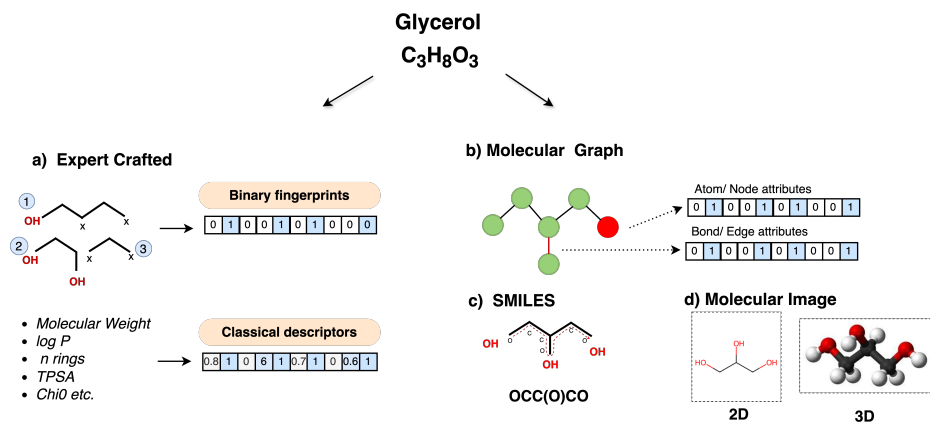 Glycerol
C₃H₈O₃
a) Expert Crafted
1
OH
x
x
2
OH
x
x
3
OH
Binary fingerprints
0 1 0 0 1 0 1 0 0 0
• Molecular Weight
• log P
• n rings
• TPSA
• Chi0 etc.
Classical descriptors
0.8 1 0 6 1 0.7 1 0 0.6 1
b) Molecular Graph
Atom/ Node attributes
0 1 0 0 1 0 1 0 0 1
Bond/ Edge attributes
0 1 0 0 1 0 1 0 0 1
c) SMILES
OH
O
C
C
O
C
O
OH
OH
OCC(O)CO
d) Molecular Image
OH
HO
OH
2D
3D